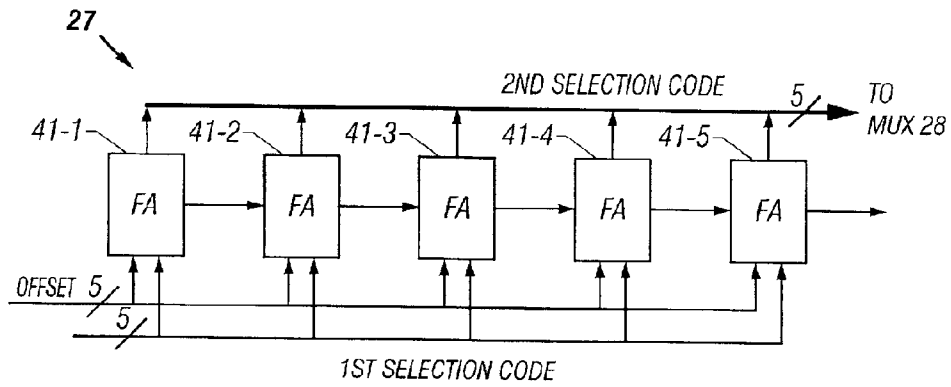 27
2ND SELECTION CODE
5
TO
MUX 28
41-1
41-2
41-3
41-4
41-5
FA
FA
FA
FA
FA
OFFSET
5
5
1ST SELECTION CODE